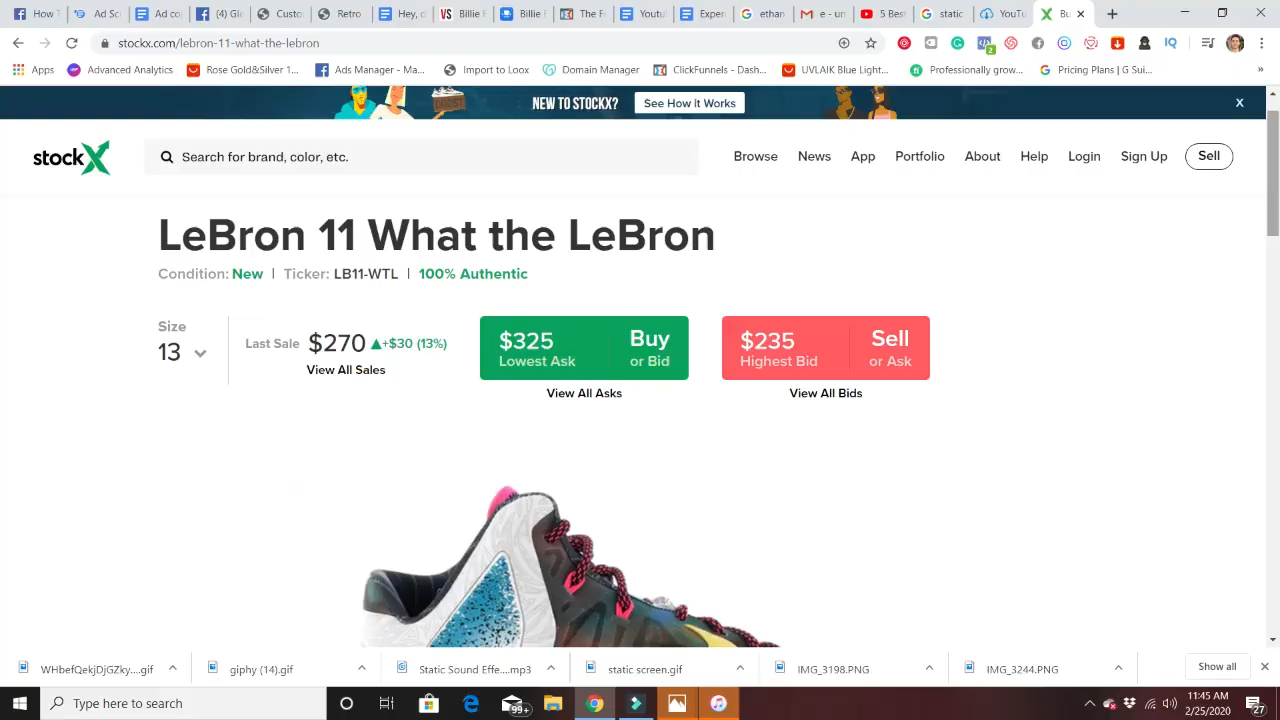 How T
Ad Sc
Ad co
(4) Gle
Custo
Retro
Hey, c
Billie E
Billie E
The Fe
Youtu
Exper
ethan
e - un
5 Best
static
YouTu
Bu
stockx.com/lebron-11-what-the-lebron
Apps
Advanced Analytics
Rose Gold&Silver 1...
Ads Manager - Ma...
Import to Loox
Domain Manager
ClickFunnels - Dash...
UVLAIK Blue Light...
Professionally grow...
Pricing Plans | G Sui...
NEW TO STOCKX?
See How it Works
X
stockX
Search for brand, color, etc.
Browse
News
App
Portfolio
About
Help
Login
Sign Up
Sell
LeBron 11 What the LeBron
Condition: New | Ticker: LB11-WTL | 100% Authentic
Size
13
Last Sale $270 ▲+$30 (13%)
View All Sales
$325
Lowest Ask
Buy
or Bid
View All Asks
$235
Highest Bid
Sell
or Ask
View All Bids
WHbefQekjDjGZky....gif
giphy (14).gif
Static Sound Effe....mp3
static screen.gif
IMG_3198.PNG
IMG_3244.PNG
Show all
Type here to search
99+
11:45 AM
2/25/2020
27